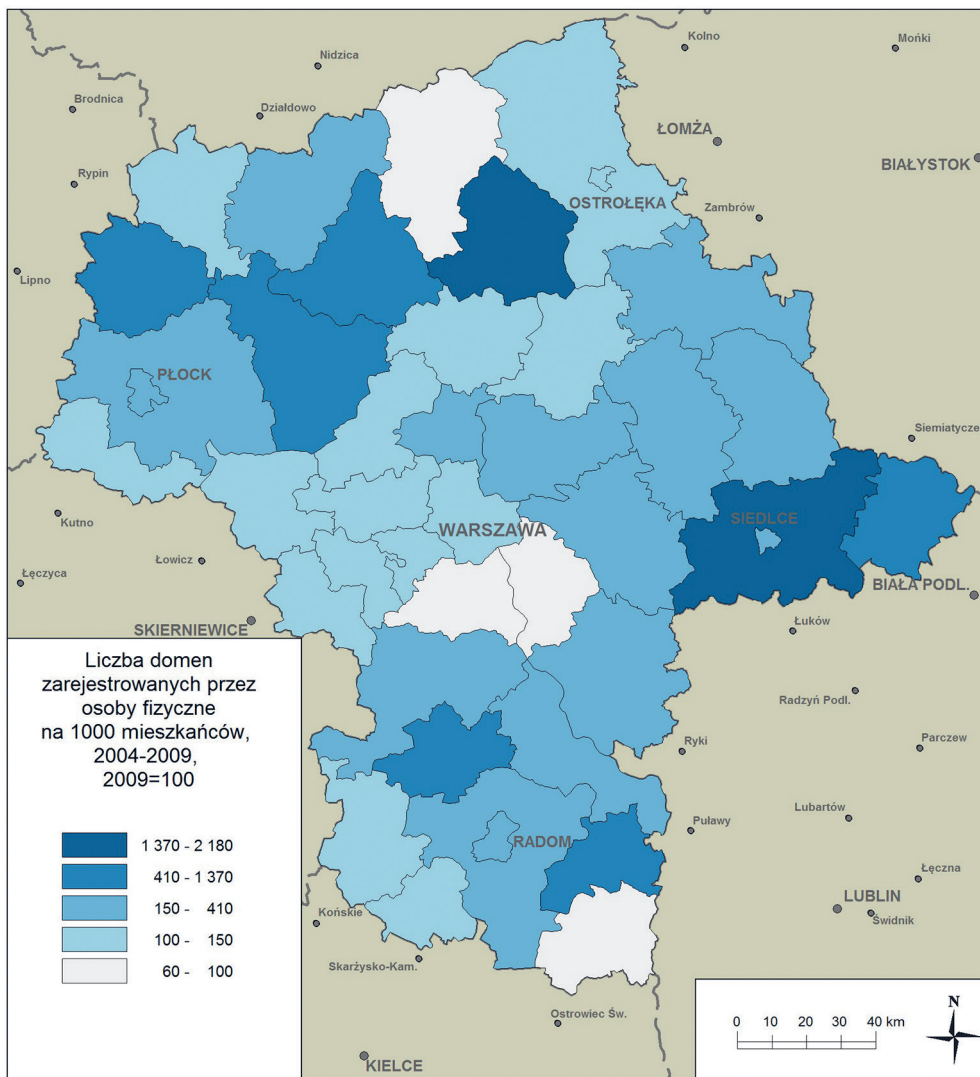 Kolno
Mońki
Nidzica
Brodnica
Działdowo
ŁOMŻA
BIAŁYSTOK
Rypin
OSTROŁĘKA
Zambrów
Lipno
PŁOCK
Siemiatycze
Kutno
SIEDLCE
WARSZAWA
Łowicz
Łęczyca
BIAŁA PODL.
SKIERNIEWICE
Łuków
Liczba domen
zarejestrowanych przez
osoby fizyczne
na 1000 mieszkańców,
2004-2009,
2009=100
1 370 - 2 180
410 - 1 370
150 - 410
100 - 150
60 - 100
Radzyń Podl.
Ryki
Parczew
Puławy
Lubartów
RADOM
Łęczna
LUBLIN
Świdnik
Końskie
Skarżysko-Kam.
Ostrowiec Św.
KIELCE
N
0 10 20 30 40 km